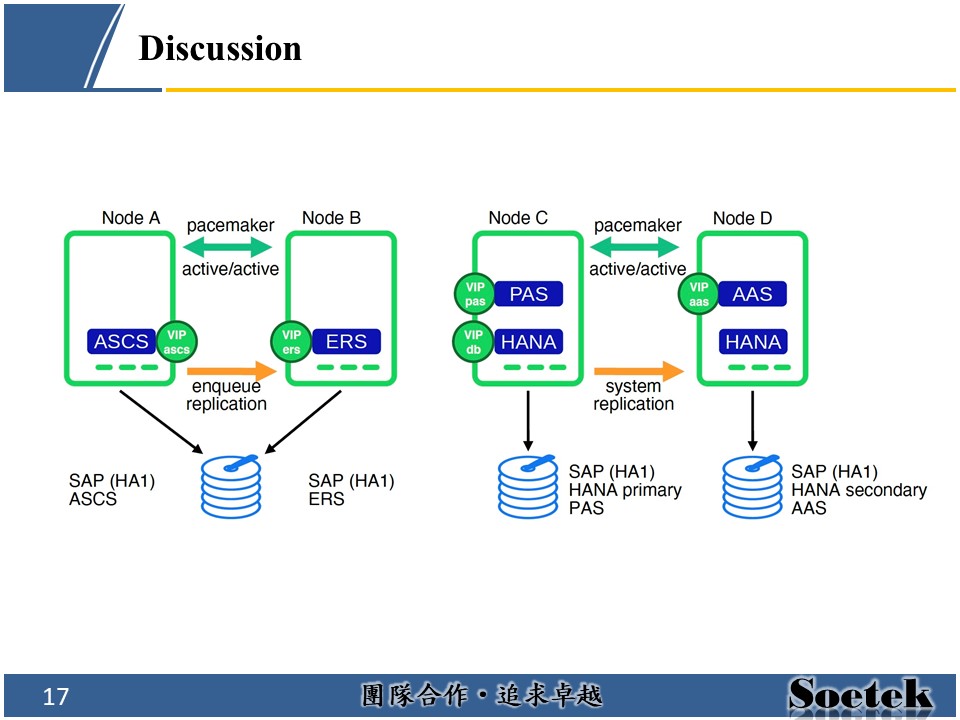 Discussion
Node A
pacemaker
Node B
active/active
VIP
ascs
ASCS
VIP
ers
ERS
enqueue
replication
SAP (HA1)
ASCS
SAP (HA1)
ERS
Node C
pacemaker
Node D
active/active
VIP
pas
PAS
VIP
aas
AAS
VIP
db
HANA
HANA
system
replication
SAP (HA1)
HANA primary
PAS
SAP (HA1)
HANA secondary
AAS
17
團隊合作・追求卓越
Soetek